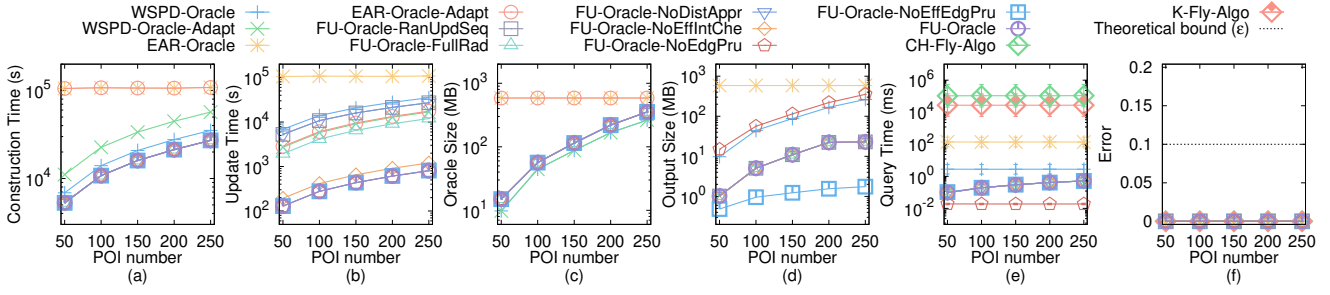 WSPD-Oracle
WSPD-Oracle-Adapt
EAR-Oracle
EAR-Oracle-Adapt
FU-Oracle-RanUpdSeq
FU-Oracle-FullRad
FU-Oracle-NoDistAppr
FU-Oracle-NoEffIntChe
FU-Oracle-NoEdgPru
FU-Oracle-NoEffEdgPru
FU-Oracle
CH-Fly-Algo
K-Fly-Algo
Theoretical bound (ε)
Construction Time (s)
10^5
10^4
50 100 150 200 250
POI number
(a)
Update Time (s)
10^5
10^4
10^3
10^2
50 100 150 200 250
POI number
(b)
Oracle Size (MB)
10^3
10^2
10^1
50 100 150 200 250
POI number
(c)
Output Size (MB)
10^3
10^2
10^1
10^0
50 100 150 200 250
POI number
(d)
Query Time (ms)
10^6
10^4
10^2
10^0
10^-2
50 100 150 200 250
POI number
(e)
Error
0.2
0.15
0.1
0.05
0
50 100 150 200 250
POI number
(f)